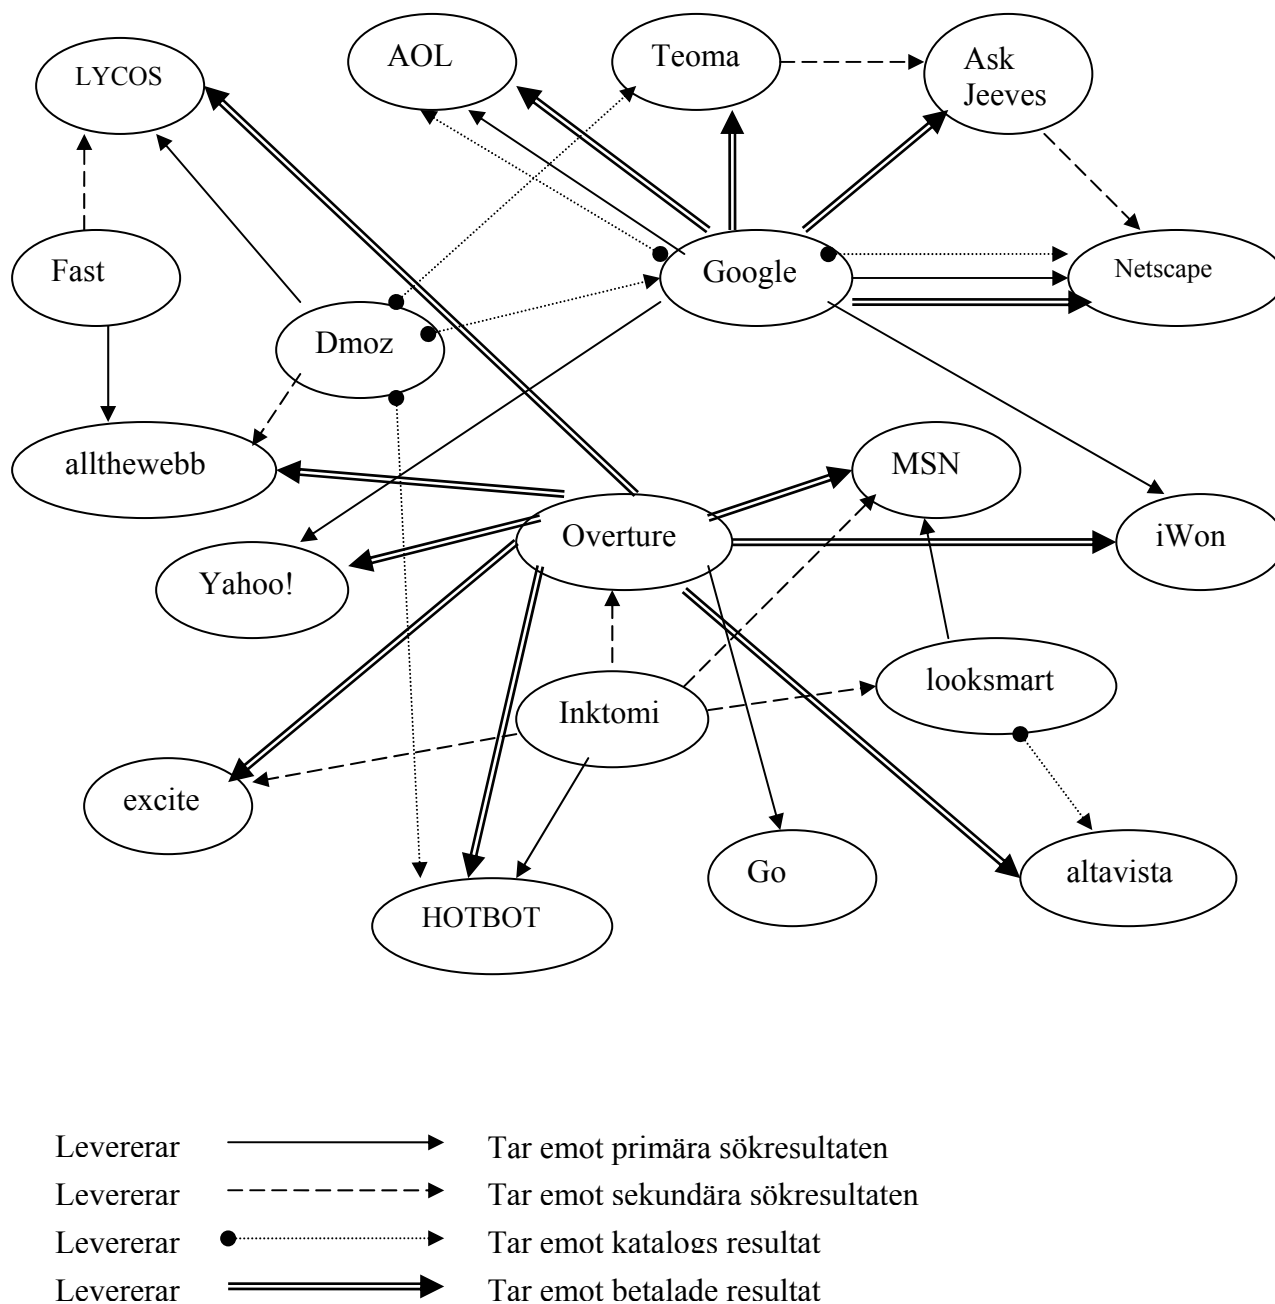 AOL
Teoma
Ask
Jeeves
LYCOS
Fast
Google
Netscape
Dmoz
allthewebb
MSN
Overture
iWon
Yahoo!
looksmart
Inktomi
excite
Go
altavista
HOTBOT
Levererar Tar emot primära sökresultaten
Levererar Tar emot sekundära sökresultaten
Levererar Tar emot katalogs resultat
Levererar Tar emot betalade resultat